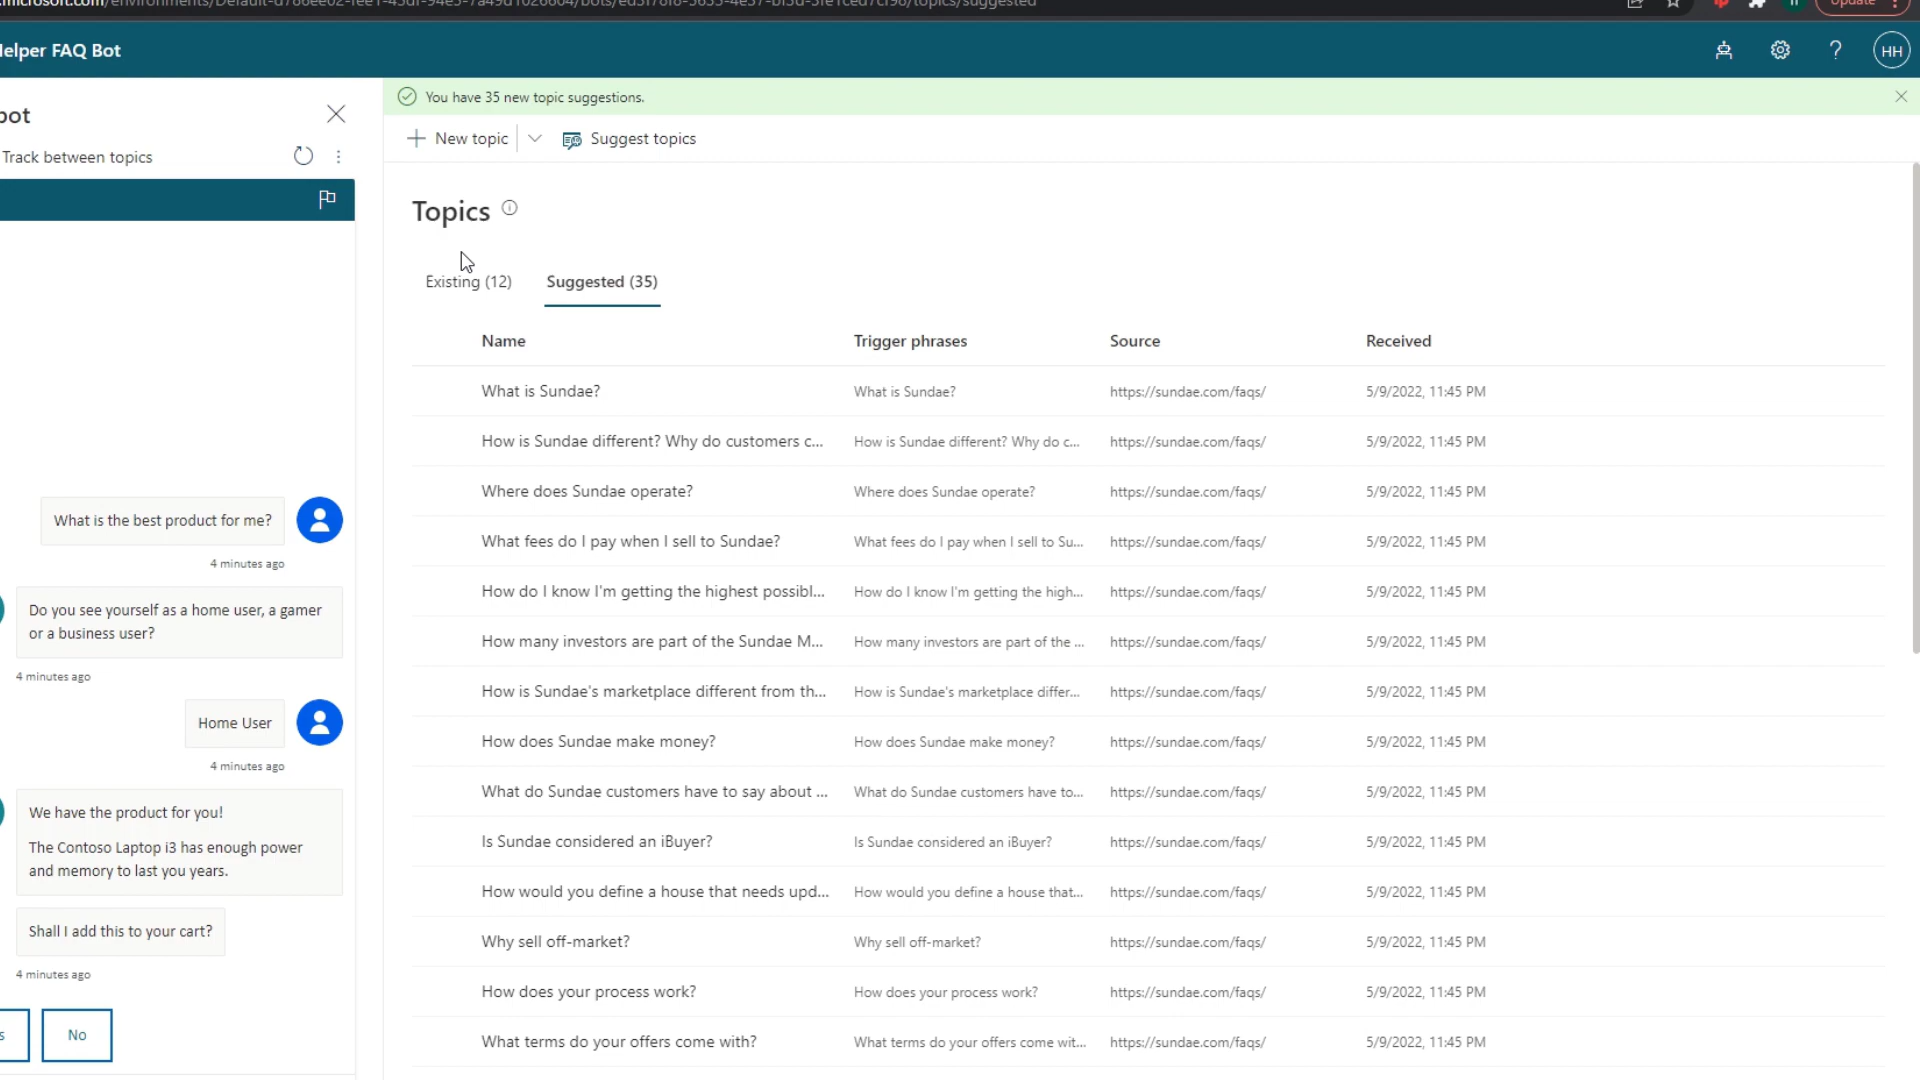 elper FAQ Bot
HH
bot
Track between topics
What is the best product for me?
4 minutes ago
Do you see yourself as a home user, a gamer
or a business user?
4 minutes ago
Home User
4 minutes ago
We have the product for you!
The Contoso Laptop i3 has enough power
and memory to last you years.
Shall I add this to your cart?
4 minutes ago
s
No
You have 35 new topic suggestions.
New topic
Suggest topics
Topics
Existing (12)
Suggested (35)
Name Trigger phrases Source Received
What is Sundae? What is Sundae? https://sundae.com/faqs/ 5/9/2022, 11:45 PM
How is Sundae different? Why do customers c... How is Sundae different? Why do c... https://sundae.com/faqs/ 5/9/2022, 11:45 PM
Where does Sundae operate? Where does Sundae operate? https://sundae.com/faqs/ 5/9/2022, 11:45 PM
What fees do I pay when I sell to Sundae? What fees do I pay when I sell to Su... https://sundae.com/faqs/ 5/9/2022, 11:45 PM
How do I know I'm getting the highest possibl... How do I know I'm getting the high... https://sundae.com/faqs/ 5/9/2022, 11:45 PM
How many investors are part of the Sundae M... How many investors are part of the ... https://sundae.com/faqs/ 5/9/2022, 11:45 PM
How is Sundae's marketplace different from th... How is Sundae's marketplace differ... https://sundae.com/faqs/ 5/9/2022, 11:45 PM
How does Sundae make money? How does Sundae make money? https://sundae.com/faqs/ 5/9/2022, 11:45 PM
What do Sundae customers have to say about ... What do Sundae customers have to... https://sundae.com/faqs/ 5/9/2022, 11:45 PM
Is Sundae considered an iBuyer? Is Sundae considered an iBuyer? https://sundae.com/faqs/ 5/9/2022, 11:45 PM
How would you define a house that needs upd... How would you define a house that... https://sundae.com/faqs/ 5/9/2022, 11:45 PM
Why sell off-market? Why sell off-market? https://sundae.com/faqs/ 5/9/2022, 11:45 PM
How does your process work? How does your process work? https://sundae.com/faqs/ 5/9/2022, 11:45 PM
What terms do your offers come with? What terms do your offers come wit... https://sundae.com/faqs/ 5/9/2022, 11:45 PM